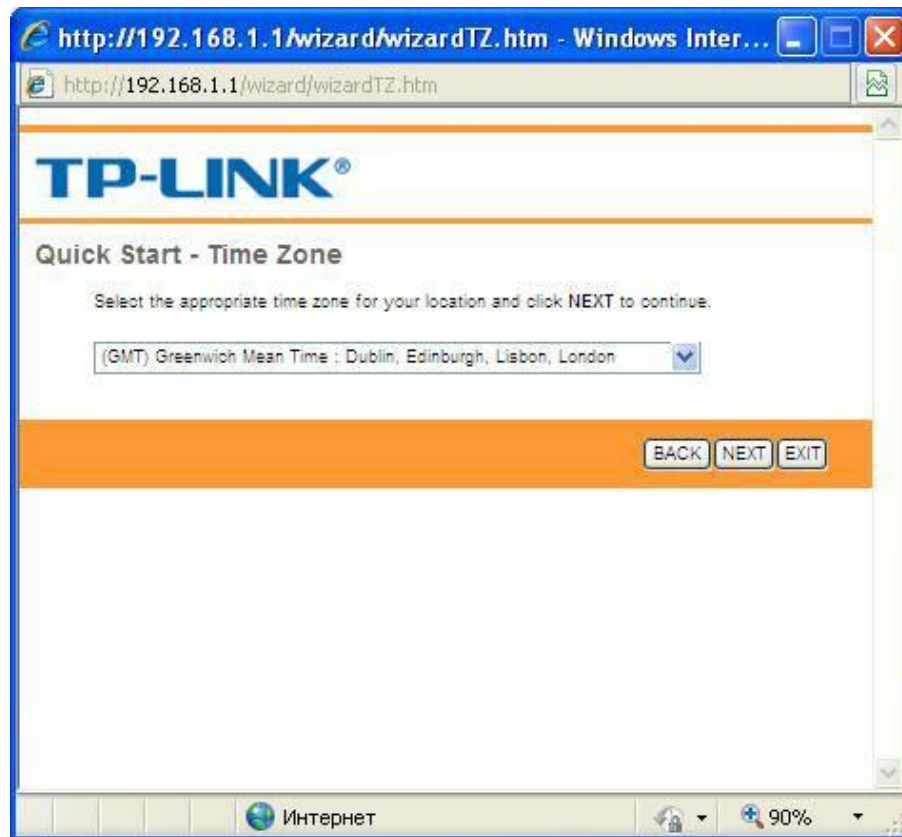 http://192.168.1.1/wizard/wizardTZ.htm - Windows Inter...
http://192.168.1.1/wizard/wizardTZ.htm
TP-LINK®
Quick Start - Time Zone
Select the appropriate time zone for your location and click NEXT to continue.
(GMT) Greenwich Mean Time : Dublin, Edinburgh, Lisbon, London
BACK NEXT EXIT
Интернет 90%